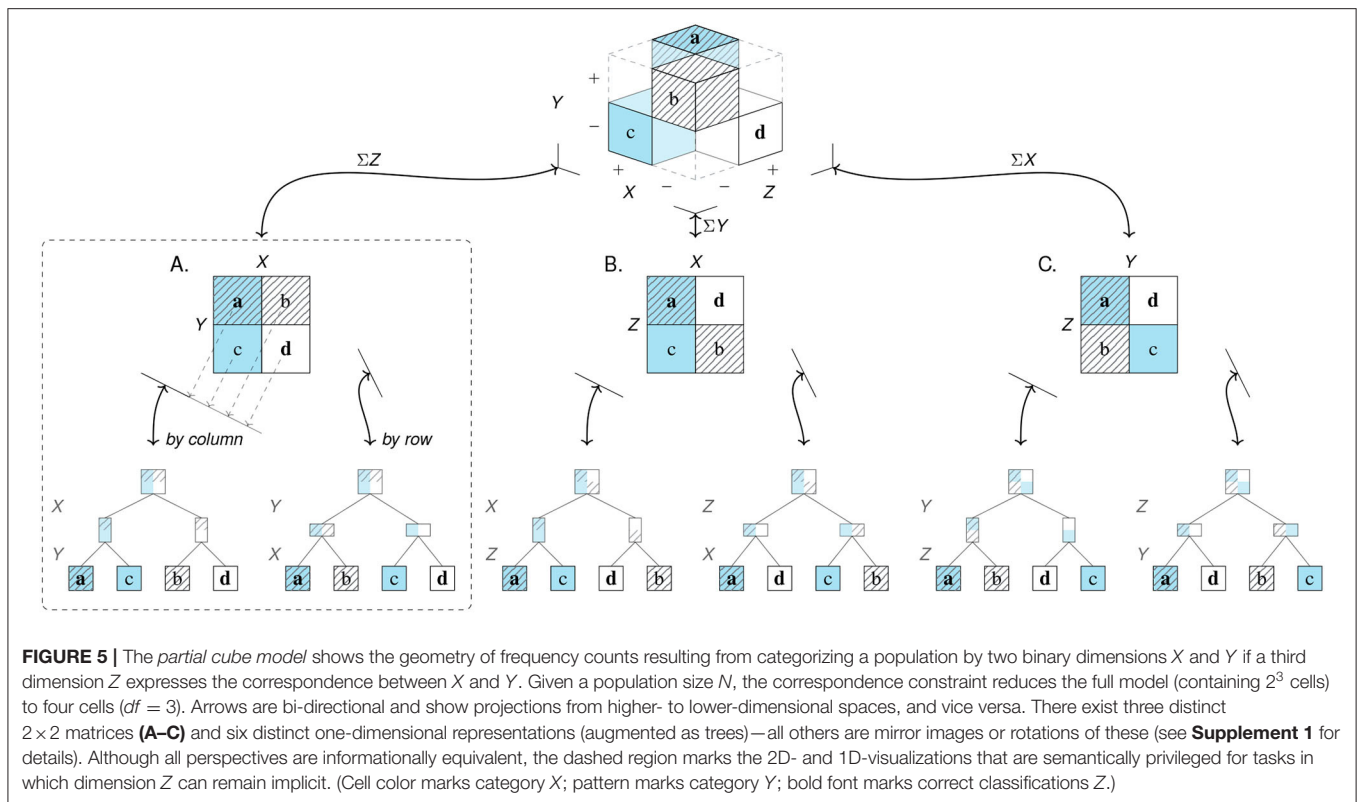 a
+
Y
b
−
c
d
ΣZ
ΣX
+
+
X
−
−
Z
ΣY
A.
X
B.
X
C.
Y
a
b
a
d
a
d
Y
Z
Z
c
d
c
b
b
c
by column
by row
X
Y
X
Z
Y
Z
Y
X
Z
X
Z
Y
a
c
b
d
a
b
c
d
a
c
d
b
a
d
c
b
a
b
d
c
a
d
b
c
FIGURE 5 | The partial cube model shows the geometry of frequency counts resulting from categorizing a population by two binary dimensions X and Y if a third
dimension Z expresses the correspondence between X and Y. Given a population size N, the correspondence constraint reduces the full model (containing 2³ cells)
to four cells (df = 3). Arrows are bi-directional and show projections from higher- to lower-dimensional spaces, and vice versa. There exist three distinct
2×2 matrices (A–C) and six distinct one-dimensional representations (augmented as trees)—all others are mirror images or rotations of these (see Supplement 1 for
details). Although all perspectives are informationally equivalent, the dashed region marks the 2D- and 1D-visualizations that are semantically privileged for tasks in
which dimension Z can remain implicit. (Cell color marks category X; pattern marks category Y; bold font marks correct classifications Z.)